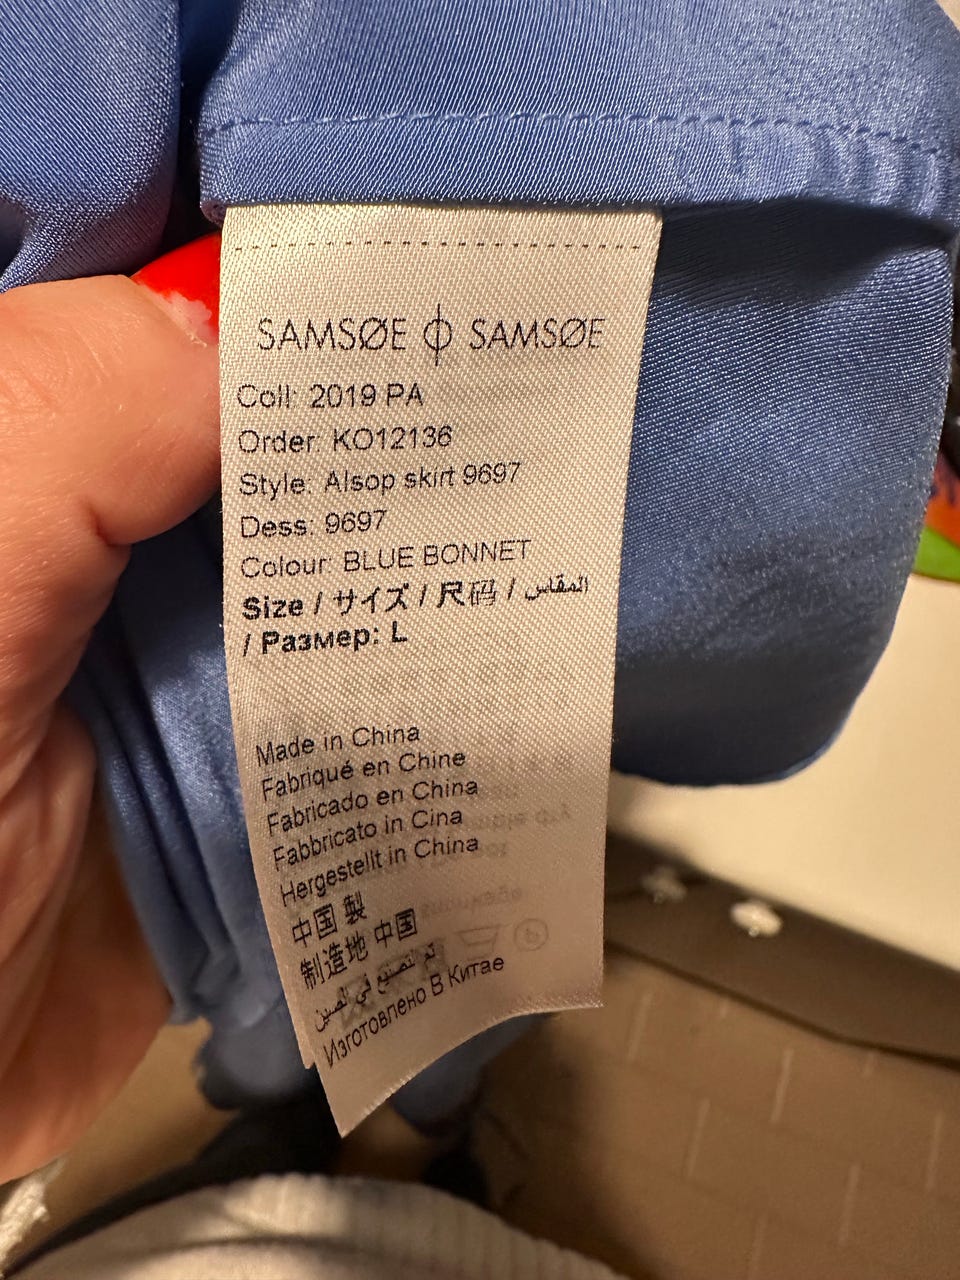 SAMSØE ф SAMSØE
Coll: 2019 PA
Order: KO12136
Style: Alsop skirt 9697
Dess: 9697
Colour: BLUE BONNET
Size / サイズ / 尺码 / المقاس
/ Размер: L
Made in China
Fabriqué en Chine
Fabricado en China
Fabbricato in Cina
Hergestellt in China
中国 製
制造地 中国
تم التصنيع في الصين
Изготовлено В Китае